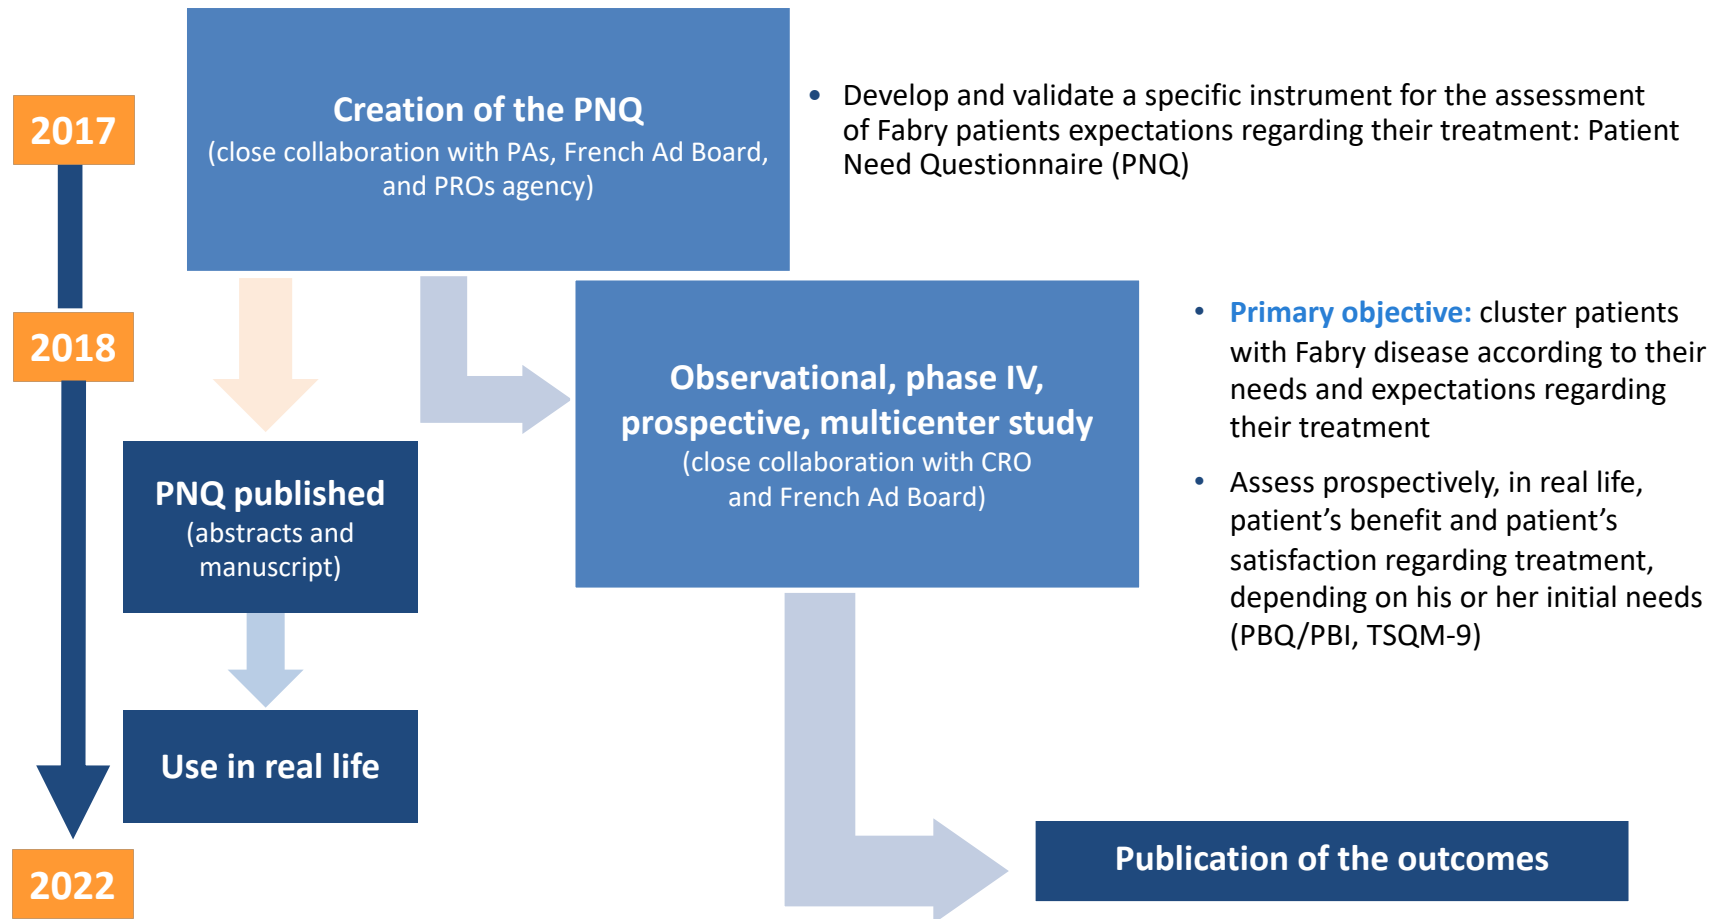 2017
Creation of the PNQ
(close collaboration with PAs, French Ad Board,
and PROs agency)
• Develop and validate a specific instrument for the assessment
of Fabry patients expectations regarding their treatment: Patient
Need Questionnaire (PNQ)
2018
Observational, phase IV,
prospective, multicenter study
(close collaboration with CRO
and French Ad Board)
• Primary objective: cluster patients
with Fabry disease according to their
needs and expectations regarding
their treatment
• Assess prospectively, in real life,
patient’s benefit and patient’s
satisfaction regarding treatment,
depending on his or her initial needs
(PBQ/PBI, TSQM-9)
PNQ published
(abstracts and
manuscript)
Use in real life
2022
Publication of the outcomes